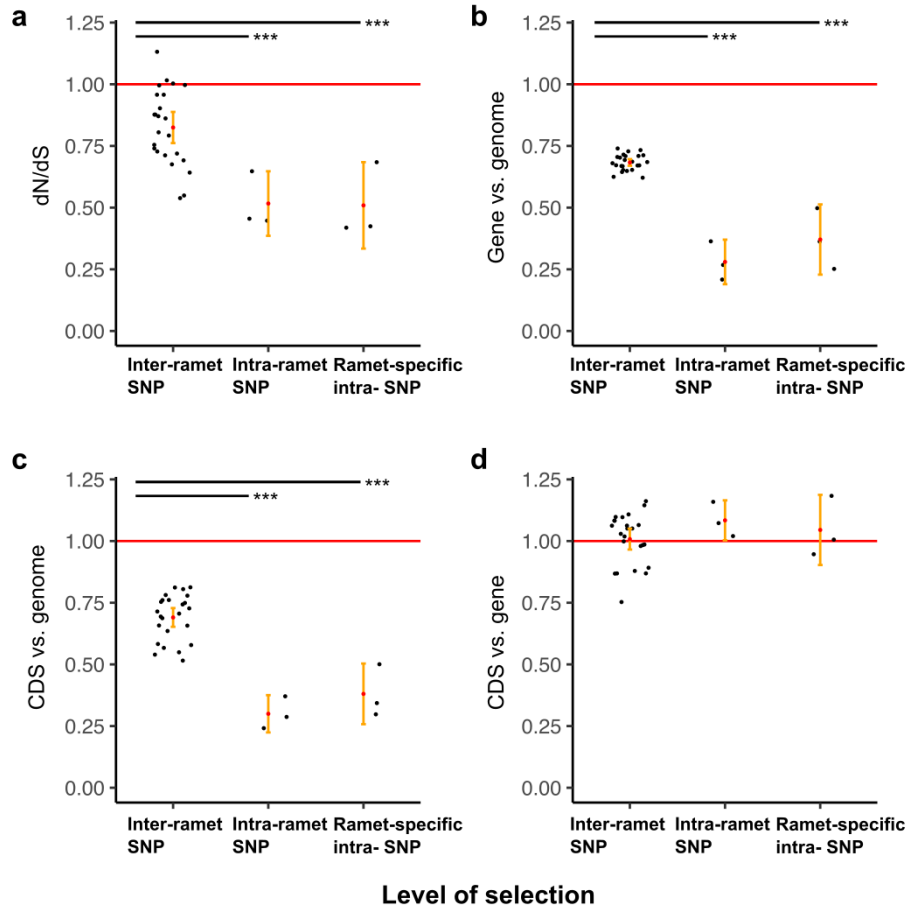 a
1.25
1.00
0.75
0.50
0.25
0.00
dN/dS
***
***
Inter-ramet SNP
Intra-ramet SNP
Ramet-specific intra- SNP
b
1.25
1.00
0.75
0.50
0.25
0.00
Gene vs. genome
***
***
Inter-ramet SNP
Intra-ramet SNP
Ramet-specific intra- SNP
c
1.25
1.00
0.75
0.50
0.25
0.00
CDS vs. genome
***
***
Inter-ramet SNP
Intra-ramet SNP
Ramet-specific intra- SNP
d
1.25
1.00
0.75
0.50
0.25
0.00
CDS vs. gene
Inter-ramet SNP
Intra-ramet SNP
Ramet-specific intra- SNP
Level of selection